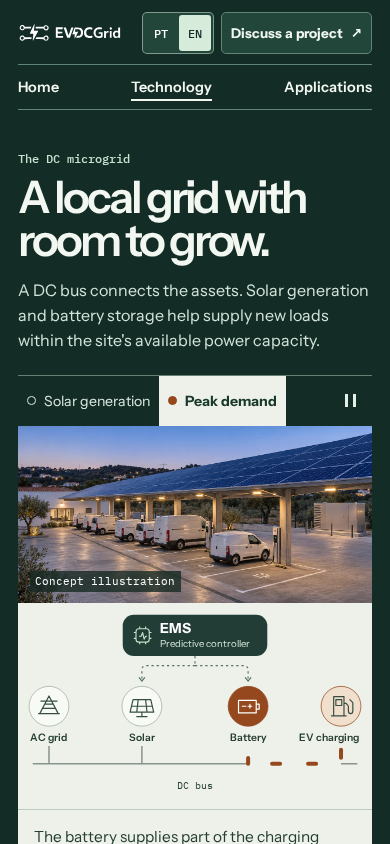 EVDCGrid
PT EN
Discuss a project ↗
Home Technology Applications
The DC microgrid
A local grid with
room to grow.
A DC bus connects the assets. Solar generation
and battery storage help supply new loads
within the site's available power capacity.
Solar generation Peak demand
Concept illustration
EMS
Predictive controller
AC grid Solar Battery EV charging
DC bus
The battery supplies part of the charging